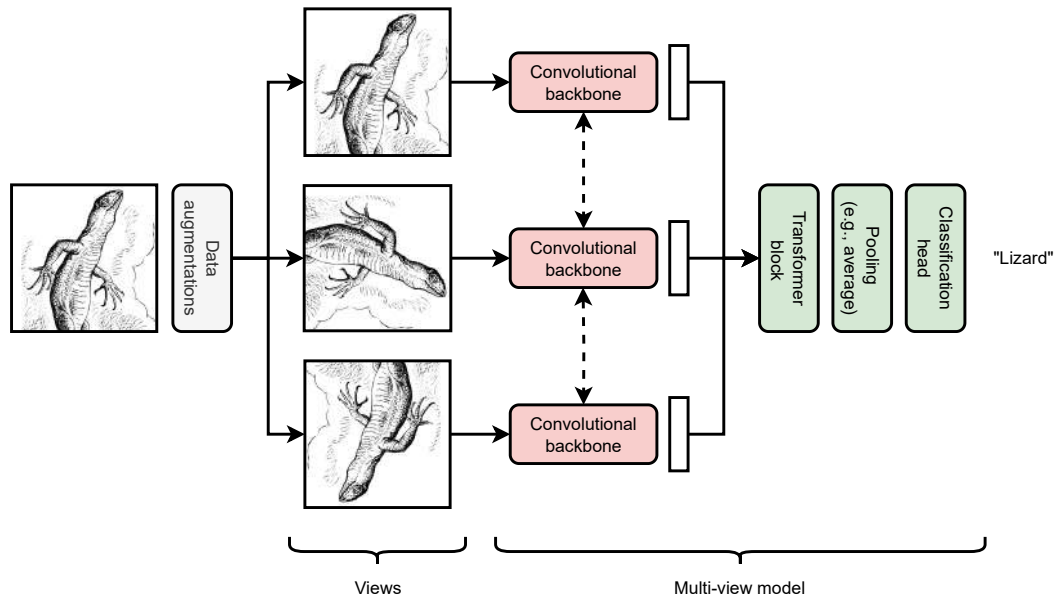 Data
augmentations
Convolutional
backbone
Convolutional
backbone
Convolutional
backbone
Transformer
block
Pooling
(e.g., average)
Classification
head
"Lizard"
Views
Multi-view model